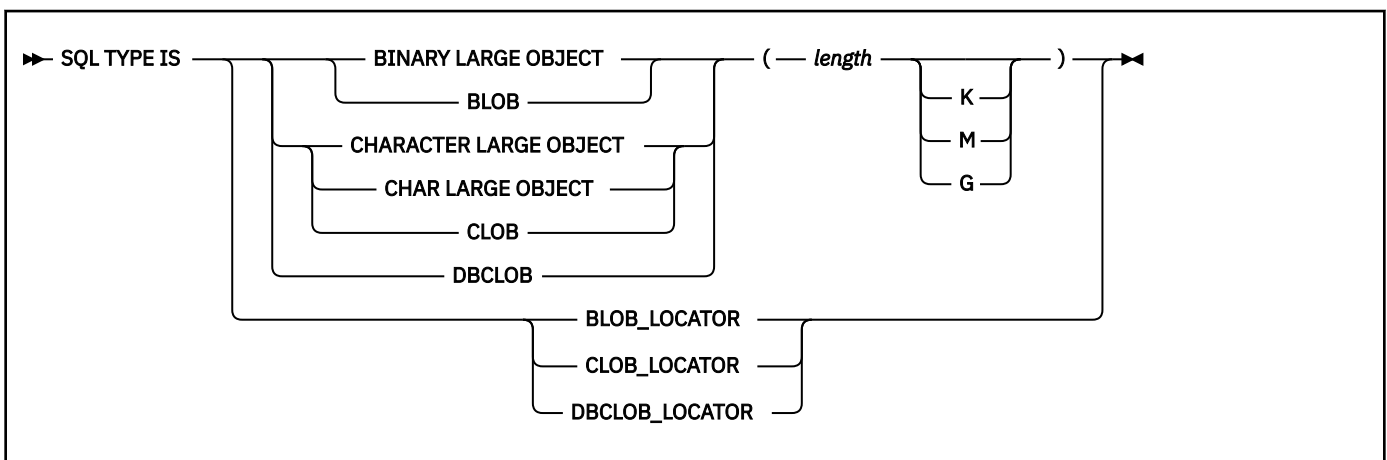 SQL TYPE IS BINARY LARGE OBJECT ( length )
BLOB K
CHARACTER LARGE OBJECT M
CHAR LARGE OBJECT G
CLOB
DBCLOB
BLOB_LOCATOR
CLOB_LOCATOR
DBCLOB_LOCATOR